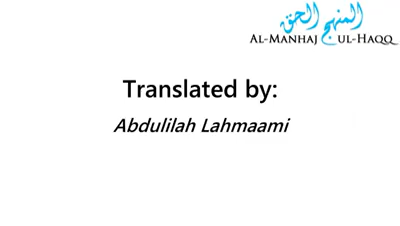 المنهج الحق
AL-MANHAJ UL-HAQQ
Translated by:
Abdulilah Lahmaami